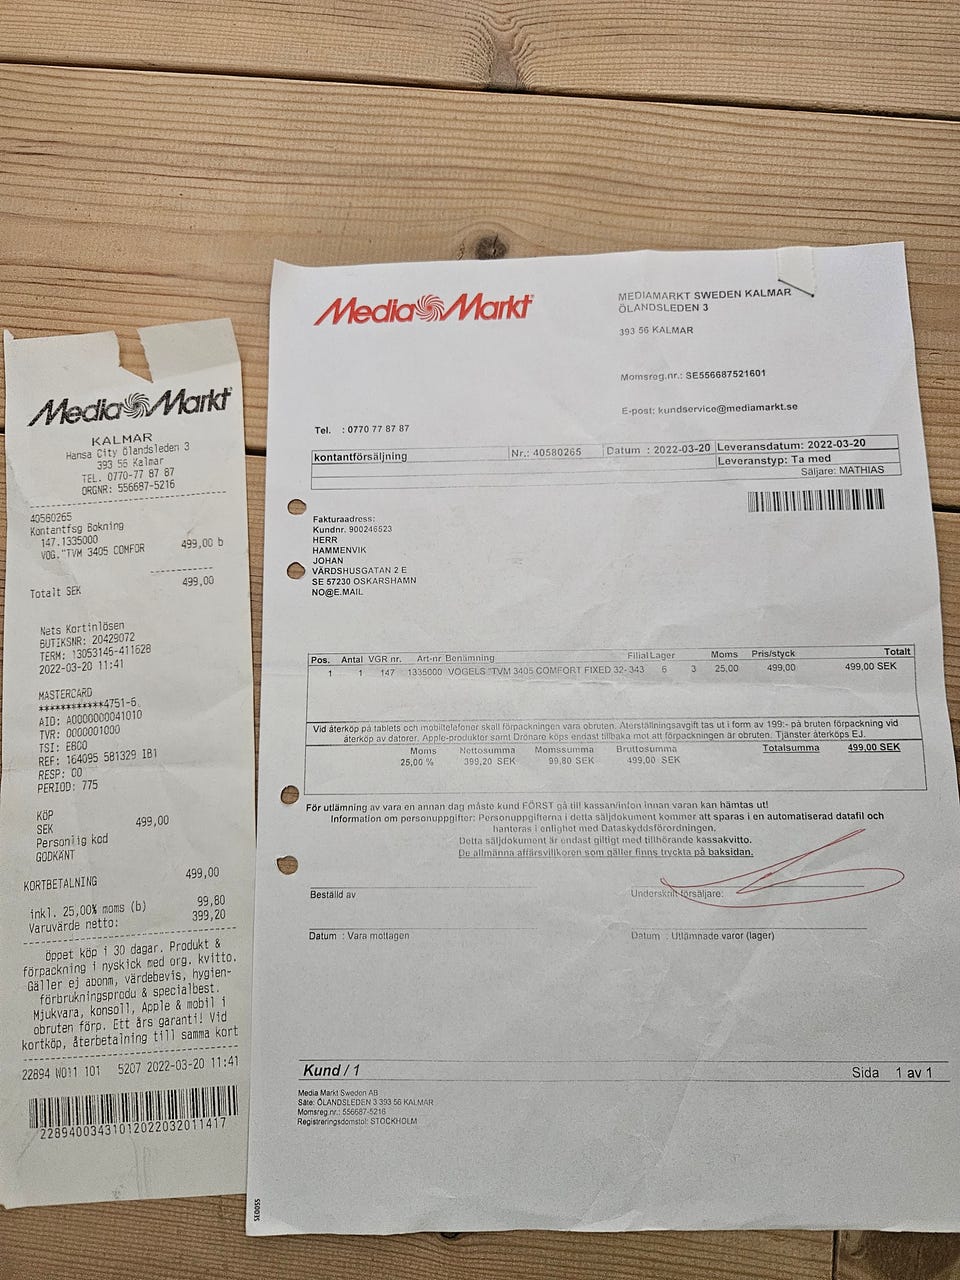 Media Markt
KALMAR
Hansa City Ölandsleden 3
393 56 Kalmar
TEL. 0770-77 87 87
ORGNR: 556687-5216
40580265
Kontantfsg Bokning
147.1335000
VOG."TVM 3405 COMFOR 499,00 b
Totalt SEK 499,00
Nets Kortinlösen
BUTIKSNR: 20429072
TERM: 13053146-411628
2022-03-20 11:41
MASTERCARD
************4751-6
AID: A0000000041010
TVR: 0000001000
TSI: E800
REF: 164095 581329 IB1
RESP: 00
PERIOD: 775
KÖP
SEK 499,00
Personlig kod
GODKÄNT
KORTBETALNING 499,00
inkl. 25,00% moms (b) 99,80
Varuvärde netto: 399,20
Öppet köp i 30 dagar. Produkt &
förpackning i nyskick med org. kvitto.
Gäller ej abonm, värdebevis, hygien-
förbrukningsprodu & specialbest.
Mjukvara, konsoll, Apple & mobil i
obruten förp. Ett års garanti! Vid
kortköp, återbetalning till samma kort
22894 W011 101 5207 2022-03-20 11:41
2289400343101202203 2011417
Media Markt
MEDIAMARKT SWEDEN KALMAR
ÖLANDSLEDEN 3
393 56 KALMAR
Momsreg.nr.: SE556687521601
E-post: kundservice@mediamarkt.se
Tel. : 0770 77 87 87
kontantförsäljning Nr.: 40580265 Datum : 2022-03-20 Leveransdatum: 2022-03-20
Leveranstyp: Ta med
Säljare: MATHIAS
Fakturaadress:
Kundnr. 900246523
HERR
HAMMENVIK
JOHAN
VÄRDSHUSGATAN 2 E
SE 57230 OSKARSHAMN
NO@E.MAIL
Pos. Antal VGR nr. Art-nr Benämning Filial Lager Moms Pris/styck Totalt
1 1 147 1335000 VOGELS "TVM 3405 COMFORT FIXED 32- 343 6 3 25,00 499,00 499,00 SEK
Vid återköp på tablets och mobiltelefoner skall förpackningen vara obruten. Återställningsavgift tas ut i form av 199:- på bruten förpackning vid
återköp av datorer. Apple-produkter samt Drönare köps endast tillbaka mot att förpackningen är obruten. Tjänster återköps EJ.
Moms Nettosumma Momssumma Bruttosumma Totalsumma 499,00 SEK
25,00 % 399,20 SEK 99,80 SEK 499,00 SEK
För utlämning av vara en annan dag måste kund FÖRST gå till kassan/infon innan varan kan hämtas ut!
Information om personuppgifter: Personuppgifterna i detta säljdokument kommer att sparas i en automatiserad datafil och
hanteras i enlighet med Dataskyddsförordningen.
Detta säljdokument är endast giltigt med tillhörande kassakvitto.
De allmänna affärsvillkoren som gäller finns tryckta på baksidan.
Beställd av Underskrift försäljare:
Datum : Vara mottagen Datum : Utlämnade varor (lager)
Kund / 1 Sida 1 av 1
Media Markt Sweden AB
Säte: ÖLANDSLEDEN 3 393 56 KALMAR
Momsreg.nr.: 556687-5216
Registreringsdomstol: STOCKHOLM
SE0055